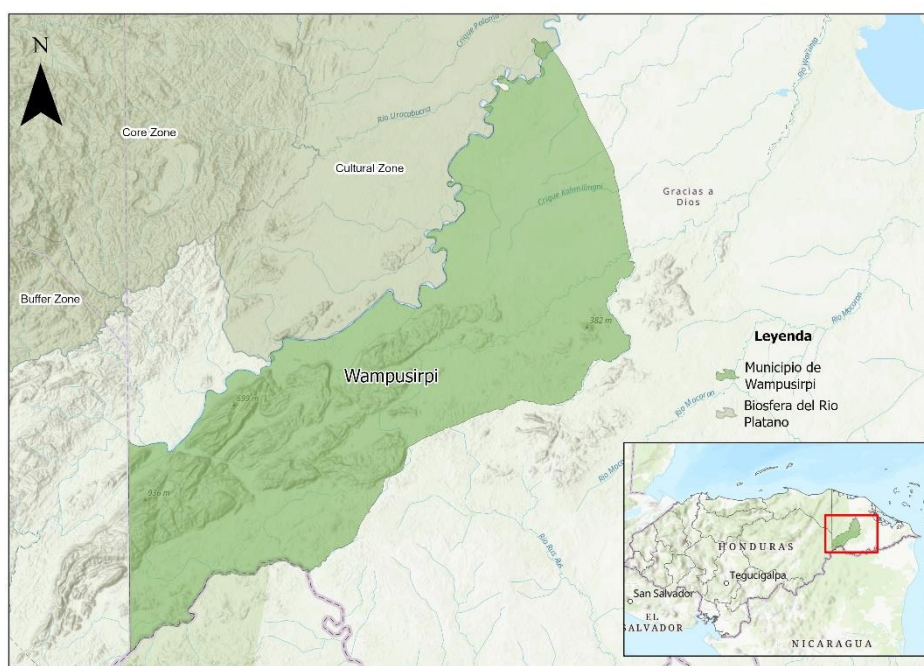 N
Core Zone
Cultural Zone
Buffer Zone
Gracias a
Dios
382 m
Wampusirpi
699 m
936 m
Rio Mocoron
Leyenda
Municipio de
Wampusirpi
Biosfera del Rio
Platano
HONDURAS
Tegucigalpa
San Salvador
EL
SALVADOR
NICARAGUA